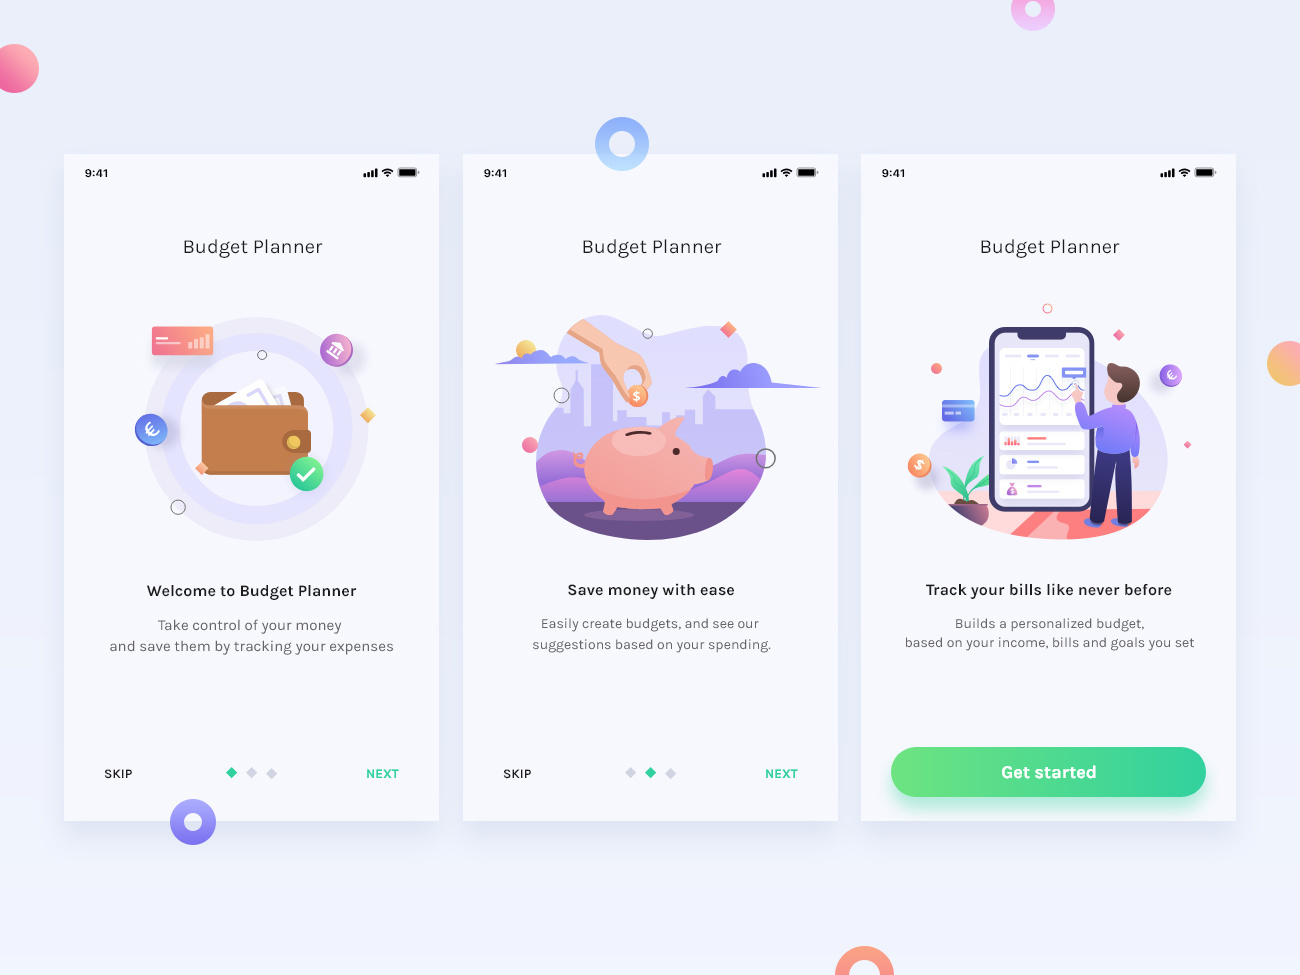 9:41
Budget Planner
€
Welcome to Budget Planner
Take control of your money
and save them by tracking your expenses
SKIP
NEXT
9:41
Budget Planner
$
Save money with ease
Easily create budgets, and see our
suggestions based on your spending.
SKIP
NEXT
9:41
Budget Planner
€
$
Track your bills like never before
Builds a personalized budget,
based on your income, bills and goals you set
Get started